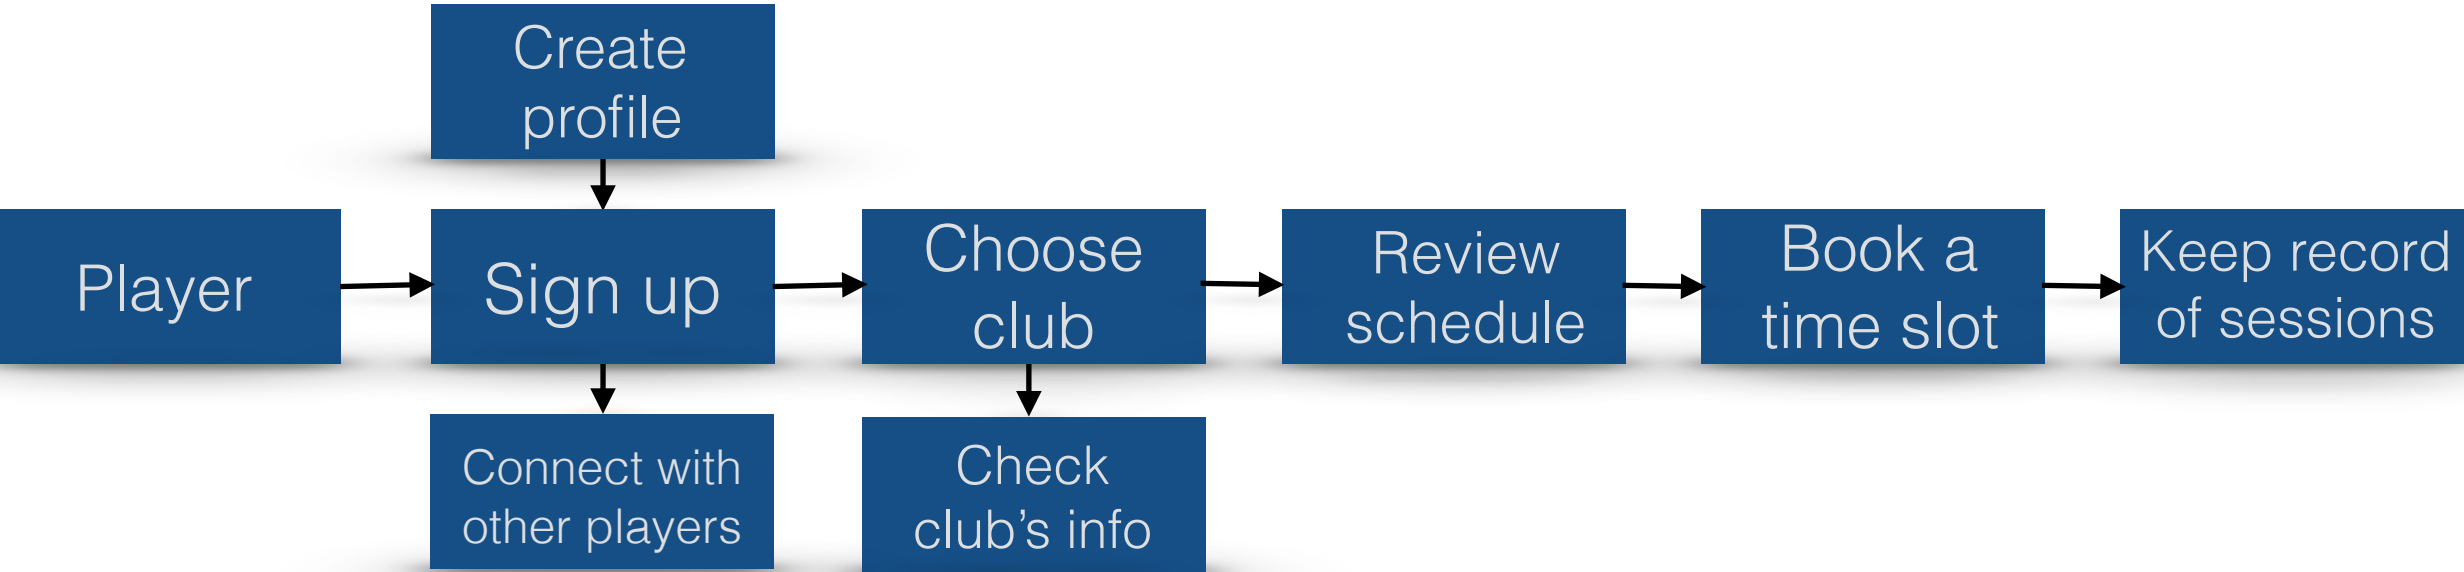 Create
profile
Player
Sign up
Choose
club
Review
schedule
Book a
time slot
Keep record
of sessions
Connect with
other players
Check
club’s info